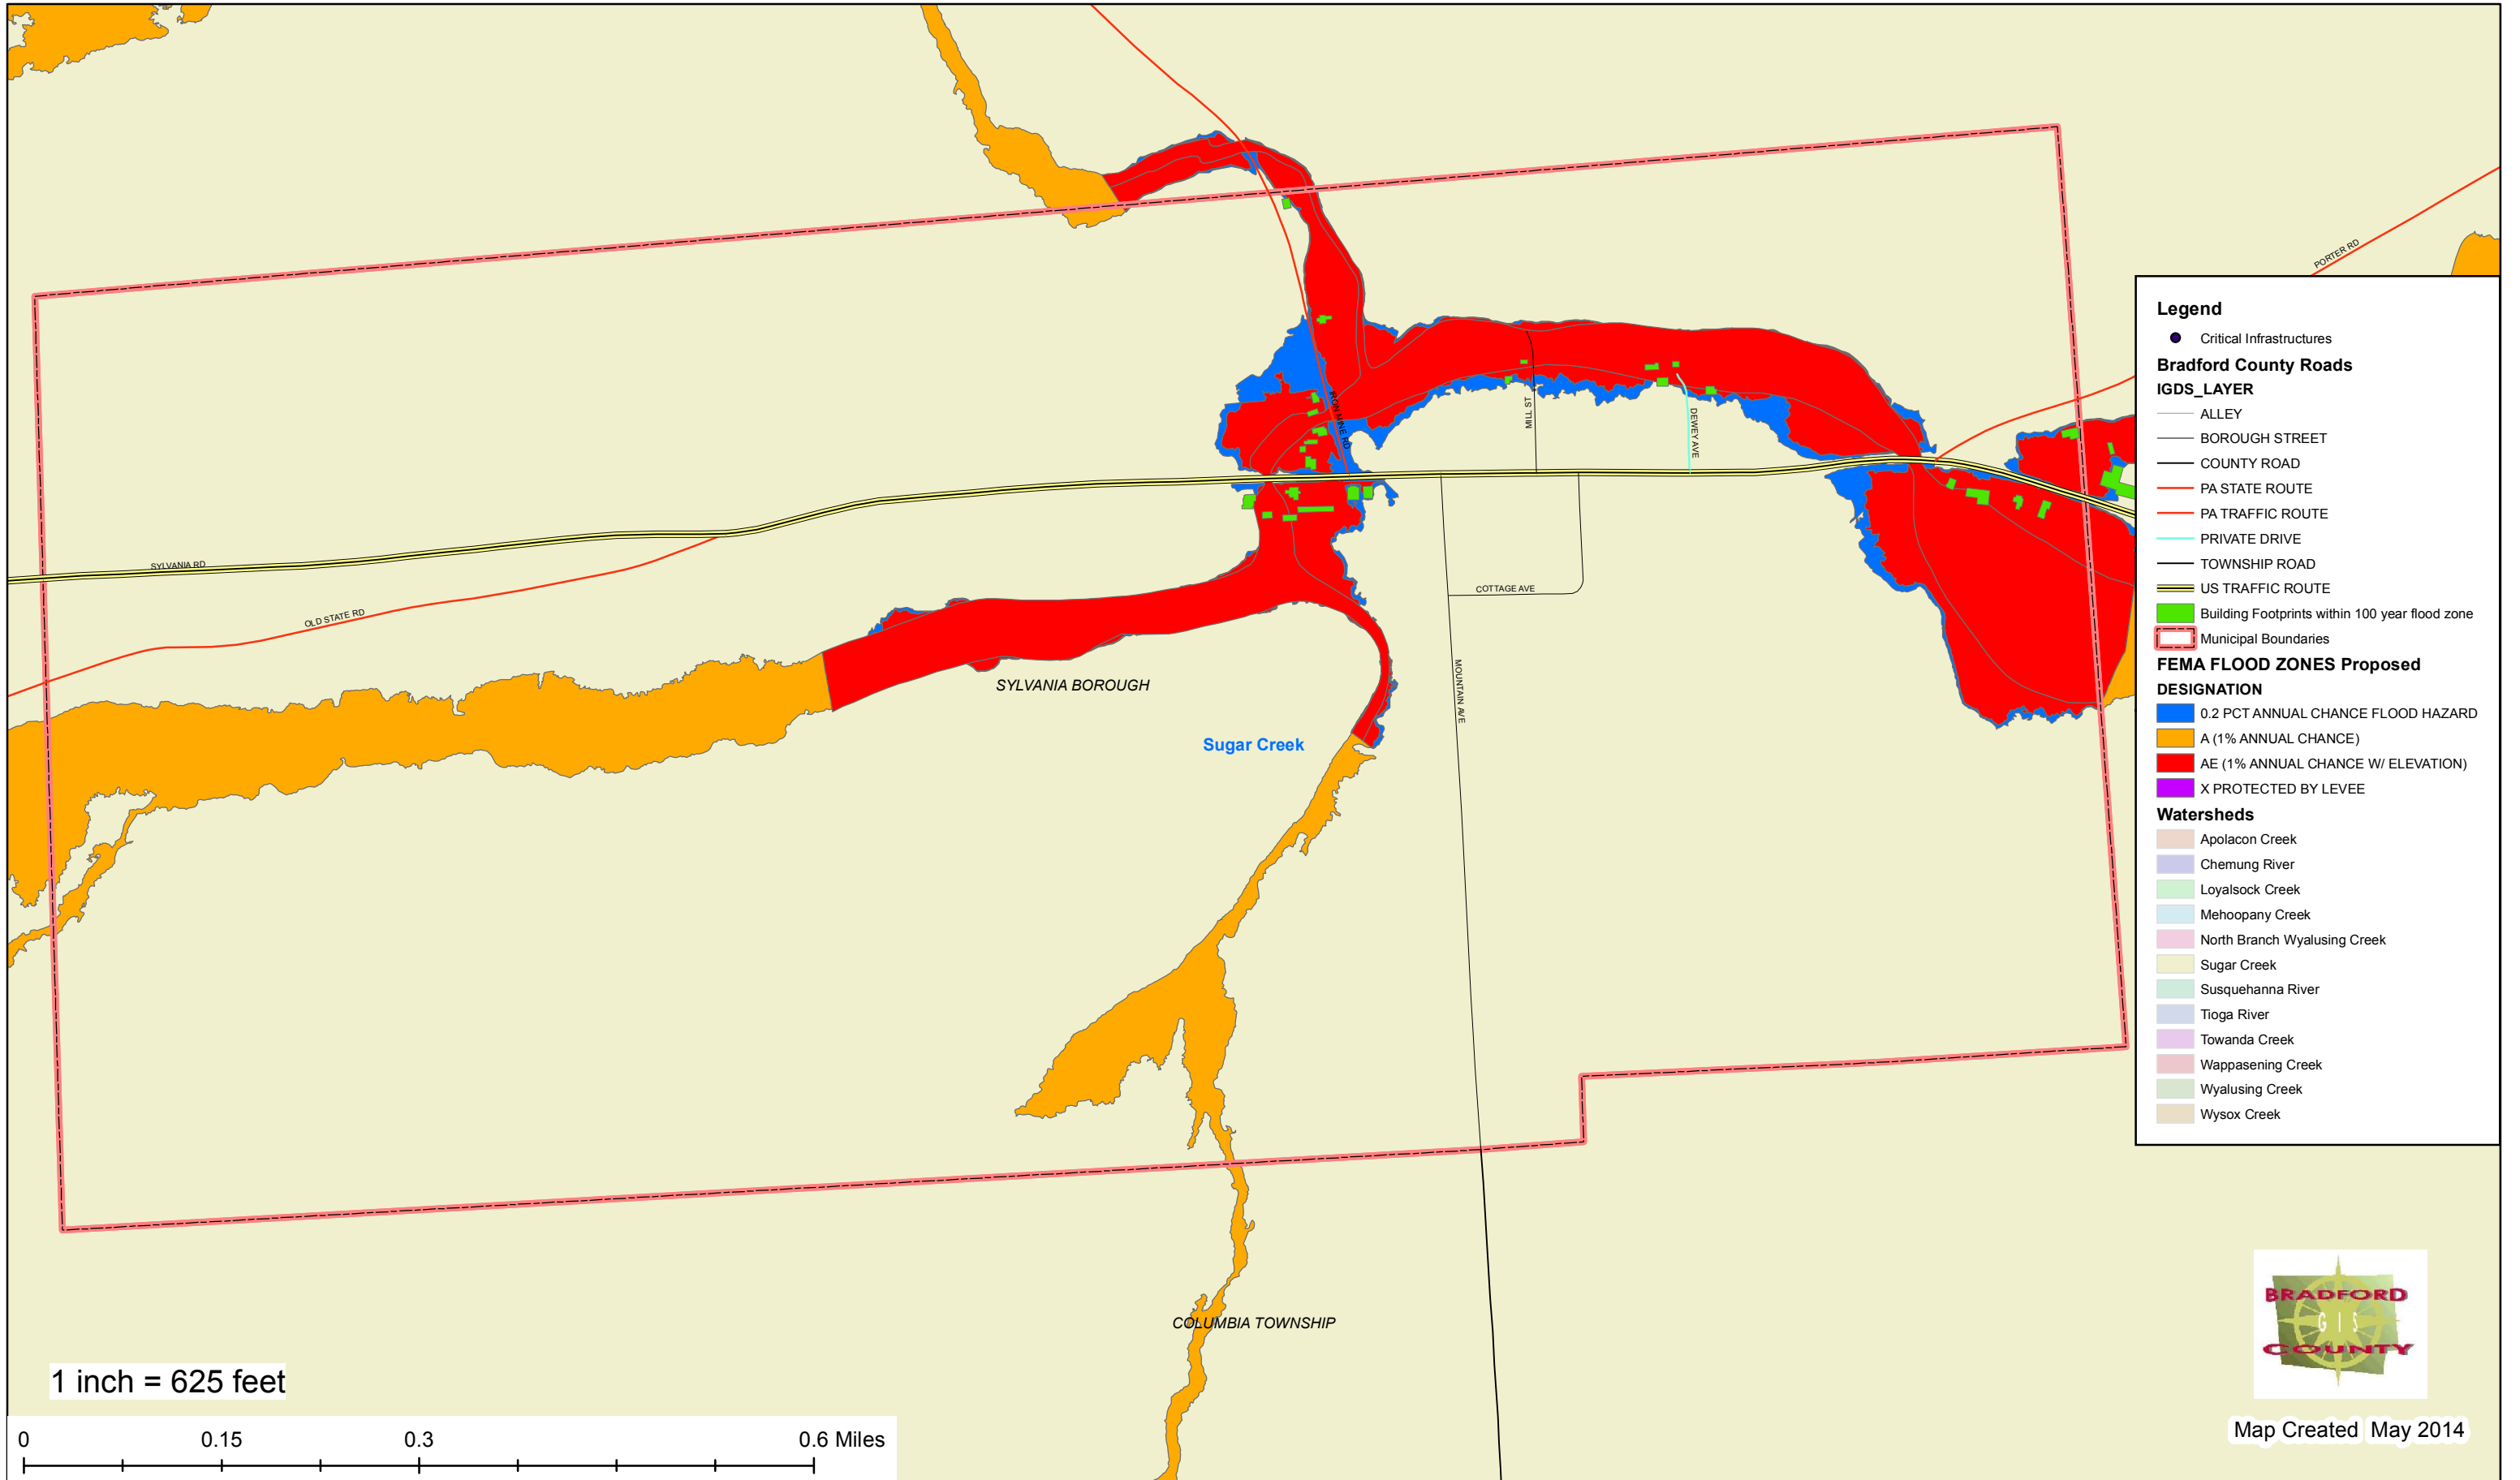 PORTER RD
IRON MINE RD
MILL ST
DEWEY AVE
SYLVANIA RD
OLD STATE RD
COTTAGE AVE
MOUNTAIN AVE
SYLVANIA BOROUGH
Sugar Creek
COLUMBIA TOWNSHIP
Legend
Critical Infrastructures
Bradford County Roads
IGDS_LAYER
ALLEY
BOROUGH STREET
COUNTY ROAD
PA STATE ROUTE
PA TRAFFIC ROUTE
PRIVATE DRIVE
TOWNSHIP ROAD
US TRAFFIC ROUTE
Building Footprints within 100 year flood zone
Municipal Boundaries
FEMA FLOOD ZONES Proposed
DESIGNATION
0.2 PCT ANNUAL CHANCE FLOOD HAZARD
A (1% ANNUAL CHANCE)
AE (1% ANNUAL CHANCE W/ ELEVATION)
X PROTECTED BY LEVEE
Watersheds
Apolacon Creek
Chemung River
Loyalsock Creek
Mehoopany Creek
North Branch Wyalusing Creek
Sugar Creek
Susquehanna River
Tioga River
Towanda Creek
Wappasening Creek
Wyalusing Creek
Wysox Creek
BRADFORD
GIS
COUNTY
Map Created May 2014
1 inch = 625 feet
0 0.15 0.3 0.6 Miles